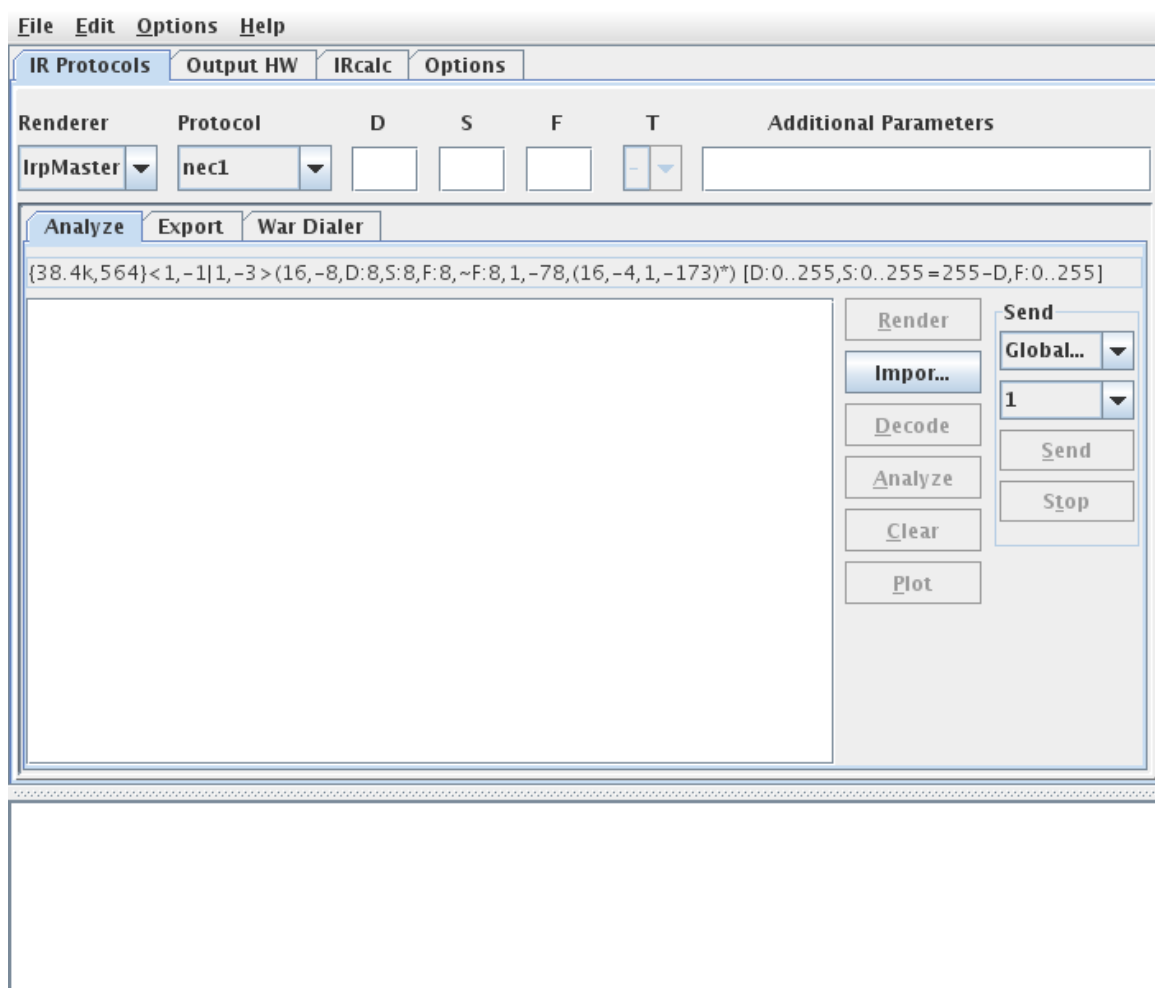 File Edit Options Help
IR Protocols Output HW IRcalc Options
Renderer Protocol D S F T Additional Parameters
IrpMaster nec1 -
Analyze Export War Dialer
{38.4k,564}<1,-1|1,-3>(16,-8,D:8,S:8,F:8,~F:8,1,-78,(16,-4,1,-173)*) [D:0..255,S:0..255=255-D,F:0..255]
Render
Impor...
Decode
Analyze
Clear
Plot
Send
Global...
1
Send
Stop